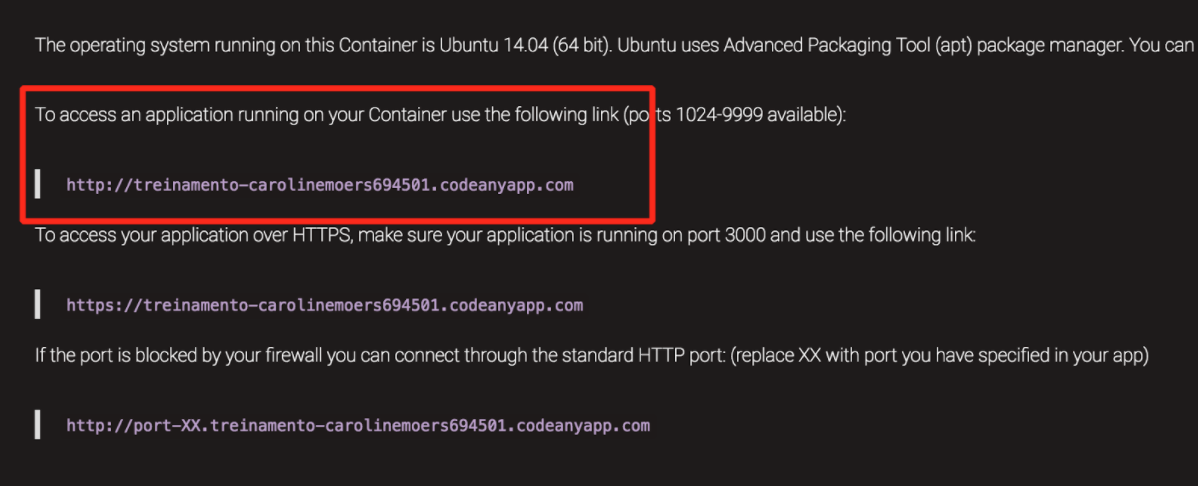 The operating system running on this Container is Ubuntu 14.04 (64 bit). Ubuntu uses Advanced Packaging Tool (apt) package manager. You can
To access an application running on your Container use the following link (ports 1024-9999 available):
http://treinamento-carolinemoers694501.codeanyapp.com
To access your application over HTTPS, make sure your application is running on port 3000 and use the following link:
https://treinamento-carolinemoers694501.codeanyapp.com
If the port is blocked by your firewall you can connect through the standard HTTP port: (replace XX with port you have specified in your app)
http://port-XX.treinamento-carolinemoers694501.codeanyapp.com